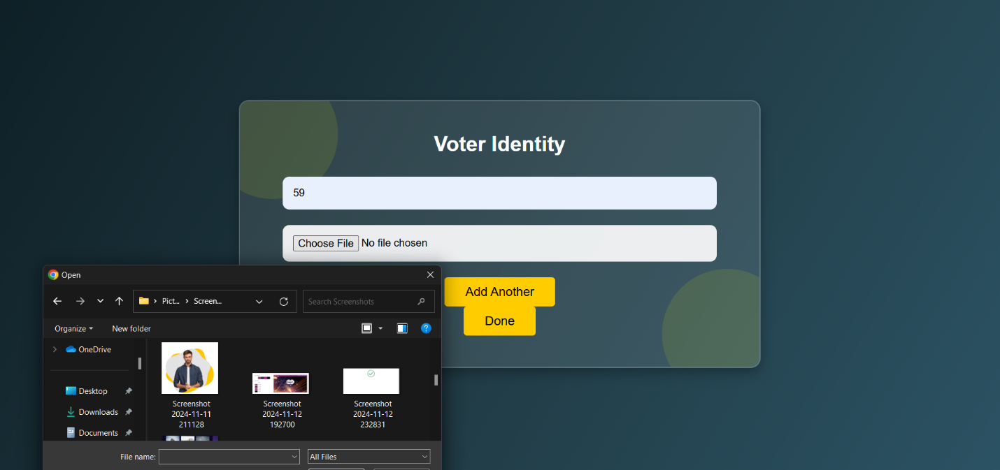 Voter Identity
59
Choose File No file chosen
Add Another
Done
Open
Pict... Screen...
Search Screenshots
Organize
New folder
OneDrive
Desktop
Downloads
Documents
Screenshot
2024-11-11
211128
Screenshot
2024-11-12
192700
Screenshot
2024-11-12
232831
File name:
All Files